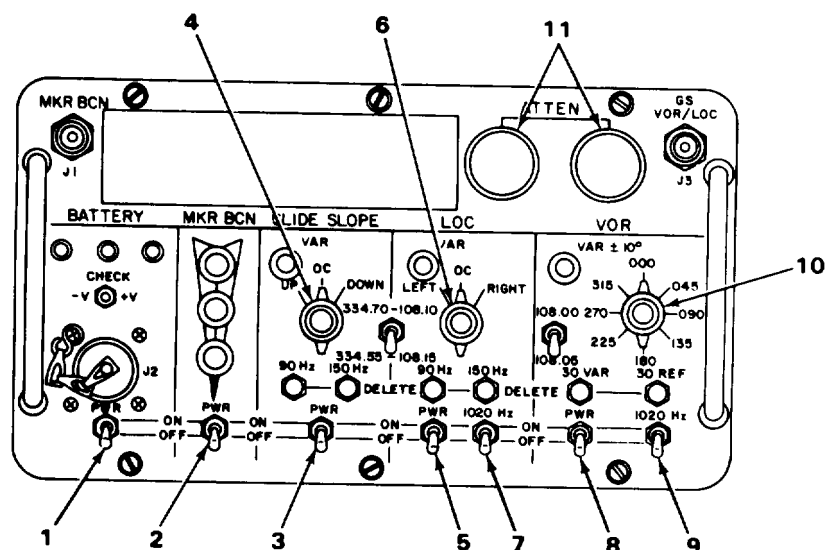 4 6 11
MKR BCN ATTEN GS
VOR/LOC
J1 J3
BATTERY MKR BCN GLIDE SLOPE LOC VOR
VAR VAR VAR ± 10°
CHECK
-V +V
UP OC DOWN
LEFT OC RIGHT
000 045 090 135 180 225 270 315
10
334.70-108.10
334.55-108.15
108.00
108.05
J2
90 Hz 150 Hz DELETE 90 Hz 150 Hz DELETE 30 VAR 30 REF
PWR ON PWR ON PWR PWR 1020 Hz ON PWR 1020 Hz
OFF OFF OFF
1 2 3 5 7 8 9